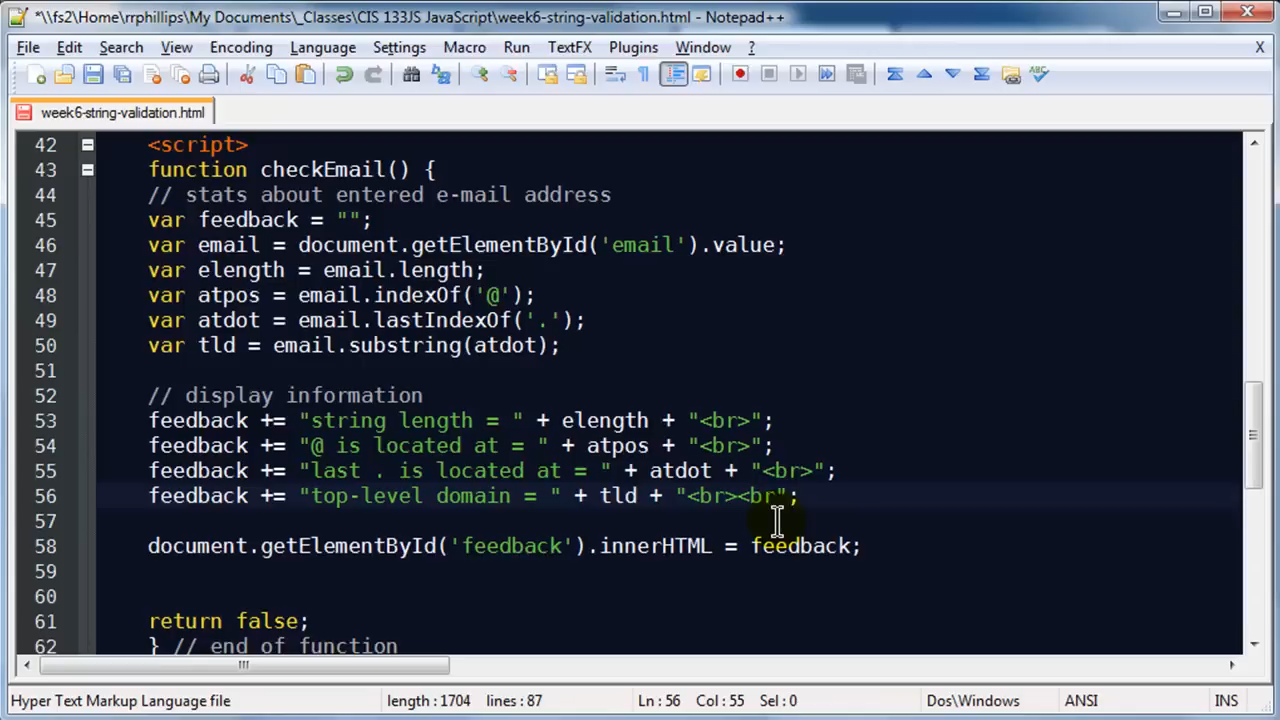 *\\fs2\Home\rrphillips\My Documents\_Classes\CIS 133JS JavaScript\week6-string-validation.html - Notepad++
File Edit Search View Encoding Language Settings Macro Run TextFX Plugins Window ? X
week6-string-validation.html
42 <script>
43 function checkEmail() {
44 // stats about entered e-mail address
45 var feedback = "";
46 var email = document.getElementById('email').value;
47 var elength = email.length;
48 var atpos = email.indexOf('@');
49 var atdot = email.lastIndexOf('.');
50 var tld = email.substring(atdot);
51
52 // display information
53 feedback += "string length = " + elength + "<br>";
54 feedback += "@ is located at = " + atpos + "<br>";
55 feedback += "last . is located at = " + atdot + "<br>";
56 feedback += "top-level domain = " + tld + "<br><br";
57
58 document.getElementById('feedback').innerHTML = feedback;
59
60
61 return false;
62 } // end of function
Hyper Text Markup Language file length : 1704 lines : 87 Ln : 56 Col : 55 Sel : 0 Dos\Windows ANSI INS